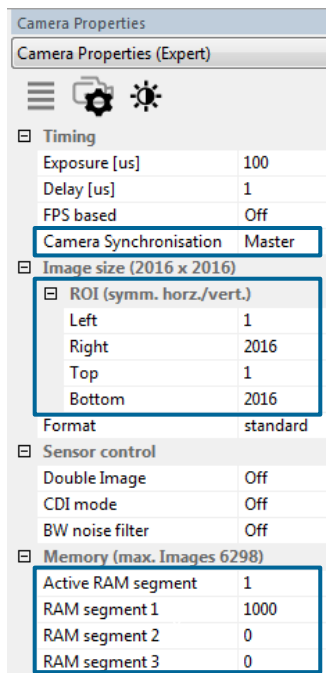 Camera Properties
Camera Properties (Expert)
Timing
Exposure [us] 100
Delay [us] 1
FPS based Off
Camera Synchronisation Master
Image size (2016 x 2016)
ROI (symm. horz./vert.)
Left 1
Right 2016
Top 1
Bottom 2016
Format standard
Sensor control
Double Image Off
CDI mode Off
BW noise filter Off
Memory (max. Images 6298)
Active RAM segment 1
RAM segment 1 1000
RAM segment 2 0
RAM segment 3 0